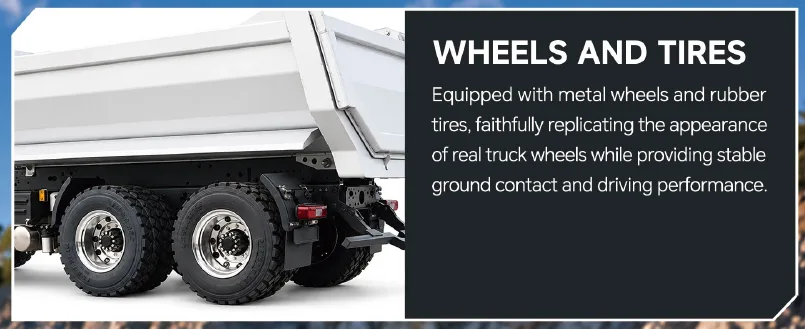 WHEELS AND TIRES
Equipped with metal wheels and rubber
tires, faithfully replicating the appearance
of real truck wheels while providing stable
ground contact and driving performance.